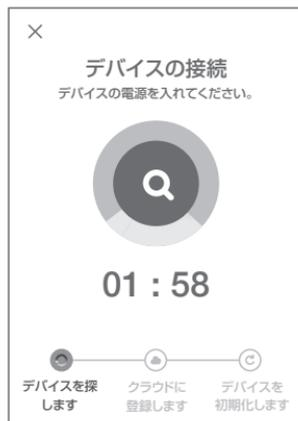 デバイスの接続
デバイスの電源を入れてください。
01 : 58
デバイスを探
します
クラウドに
登録します
デバイスを
初期化します